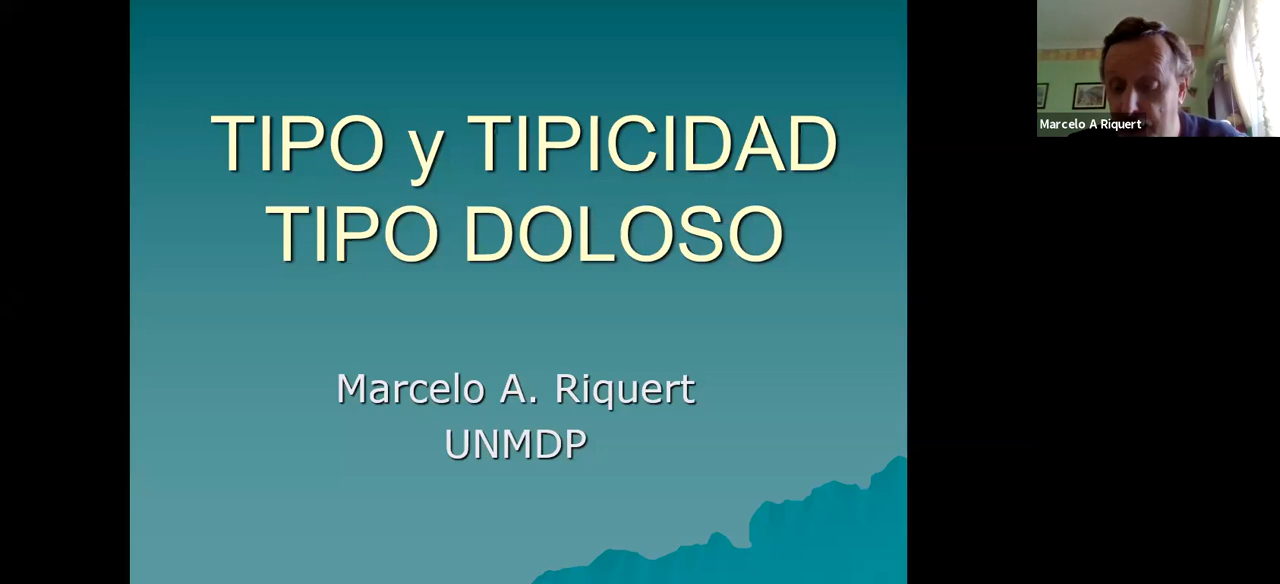 TIPO y TIPICIDAD
TIPO DOLOSO
Marcelo A. Riquert
UNMDP
Marcelo A Riquert